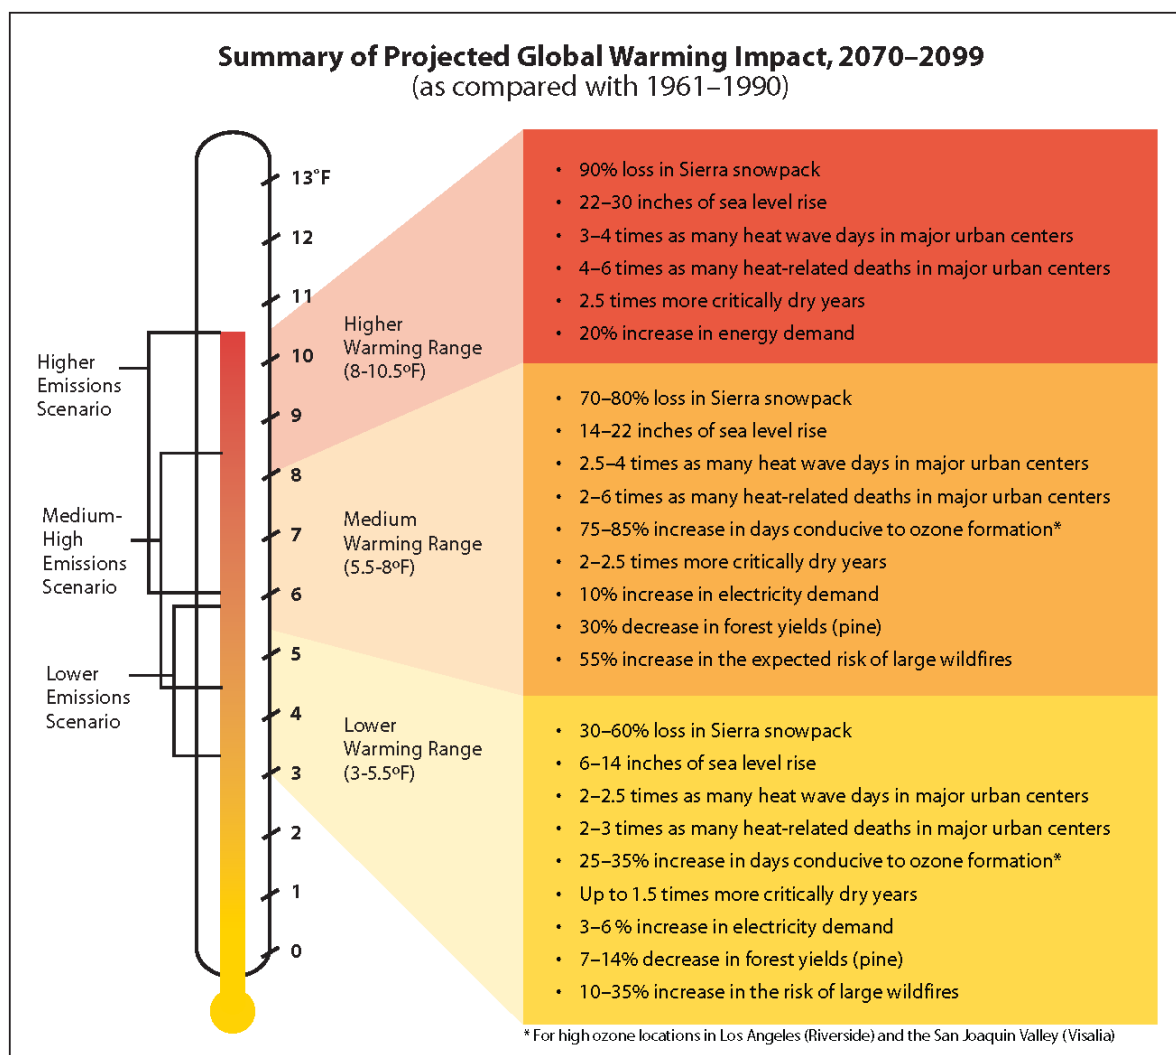 Summary of Projected Global Warming Impact, 2070–2099
(as compared with 1961–1990)
13˚F
12
11
10
9
8
7
6
5
4
3
2
1
0
Higher
Emissions
Scenario
Medium-
High
Emissions
Scenario
Lower
Emissions
Scenario
Higher
Warming Range
(8-10.5ºF)
Medium
Warming Range
(5.5-8ºF)
Lower
Warming Range
(3-5.5ºF)
• 90% loss in Sierra snowpack
• 22–30 inches of sea level rise
• 3–4 times as many heat wave days in major urban centers
• 4–6 times as many heat-related deaths in major urban centers
• 2.5 times more critically dry years
• 20% increase in energy demand
• 70–80% loss in Sierra snowpack
• 14–22 inches of sea level rise
• 2.5–4 times as many heat wave days in major urban centers
• 2–6 times as many heat-related deaths in major urban centers
• 75–85% increase in days conducive to ozone formation*
• 2–2.5 times more critically dry years
• 10% increase in electricity demand
• 30% decrease in forest yields (pine)
• 55% increase in the expected risk of large wildfires
• 30–60% loss in Sierra snowpack
• 6–14 inches of sea level rise
• 2–2.5 times as many heat wave days in major urban centers
• 2–3 times as many heat-related deaths in major urban centers
• 25–35% increase in days conducive to ozone formation*
• Up to 1.5 times more critically dry years
• 3–6 % increase in electricity demand
• 7–14% decrease in forest yields (pine)
• 10–35% increase in the risk of large wildfires
* For high ozone locations in Los Angeles (Riverside) and the San Joaquin Valley (Visalia)